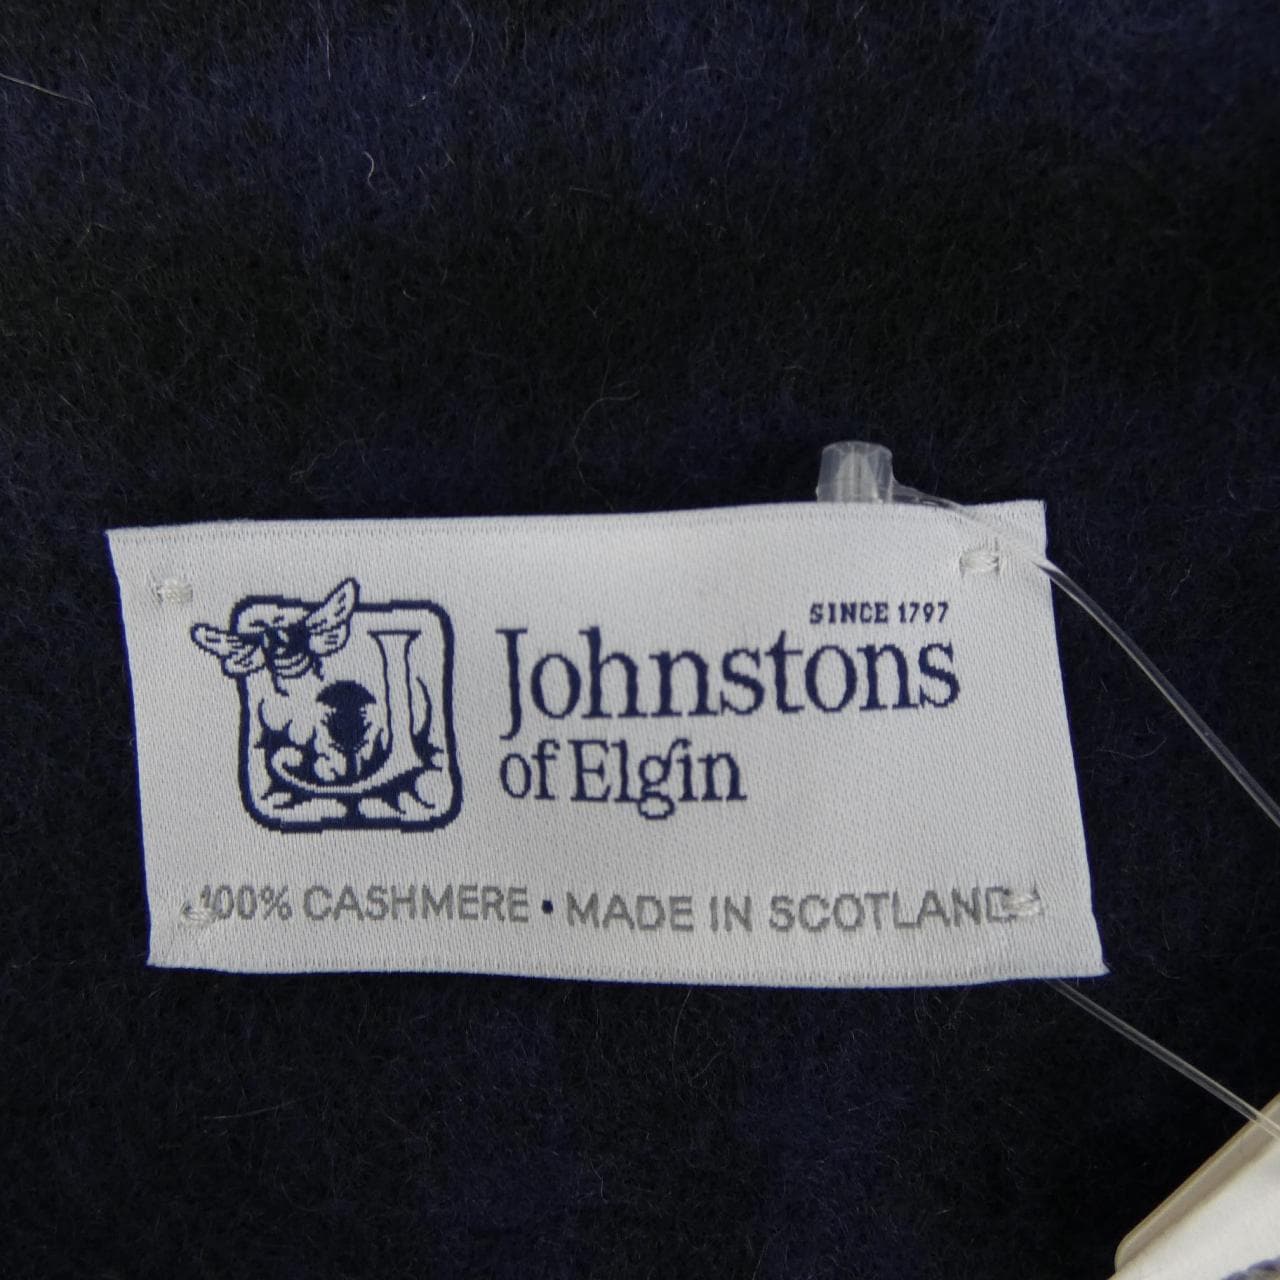 SINCE 1797
Johnstons
of Elgin
100% CASHMERE • MADE IN SCOTLAND